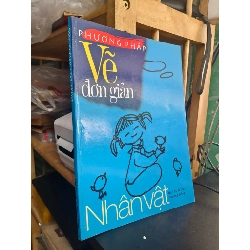 PHƯƠNG PHÁP
Vẽ
đơn giản
Nhân vật